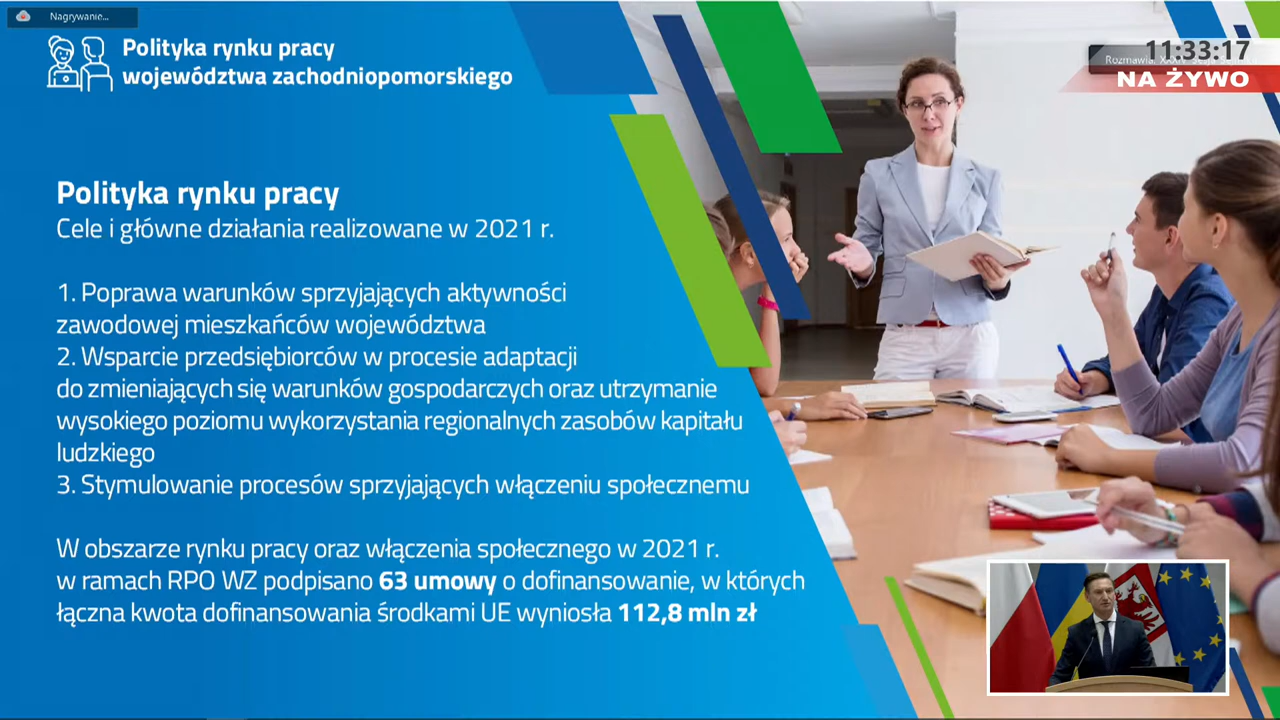 Nagrywanie...
Polityka rynku pracy
województwa zachodniopomorskiego
11:33:17
Rozmawia:
NA ŻYWO
Polityka rynku pracy
Cele i główne działania realizowane w 2021 r.
1. Poprawa warunków sprzyjających aktywności
zawodowej mieszkańców województwa
2. Wsparcie przedsiębiorców w procesie adaptacji
do zmieniających się warunków gospodarczych oraz utrzymanie
wysokiego poziomu wykorzystania regionalnych zasobów kapitału
ludzkiego
3. Stymulowanie procesów sprzyjających włączeniu społecznemu
W obszarze rynku pracy oraz włączenia społecznego w 2021 r.
w ramach RPO WZ podpisano 63 umowy o dofinansowanie, w których
łączna kwota dofinansowania środkami UE wyniosła 112,8 mln zł